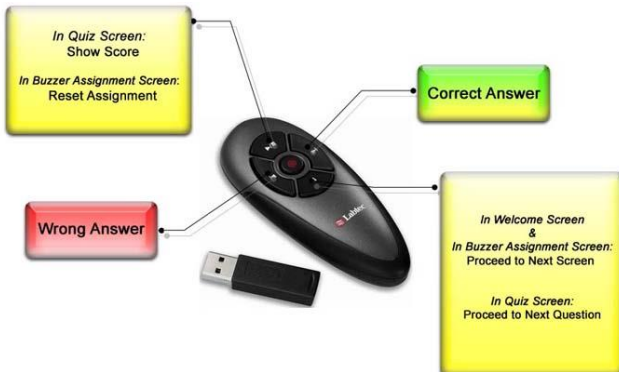 In Quiz Screen:
Show Score
In Buzzer Assignment Screen:
Reset Assignment
Correct Answer
Wrong Answer
Labtec
In Welcome Screen
&
In Buzzer Assignment Screen:
Proceed to Next Screen
In Quiz Screen:
Proceed to Next Question